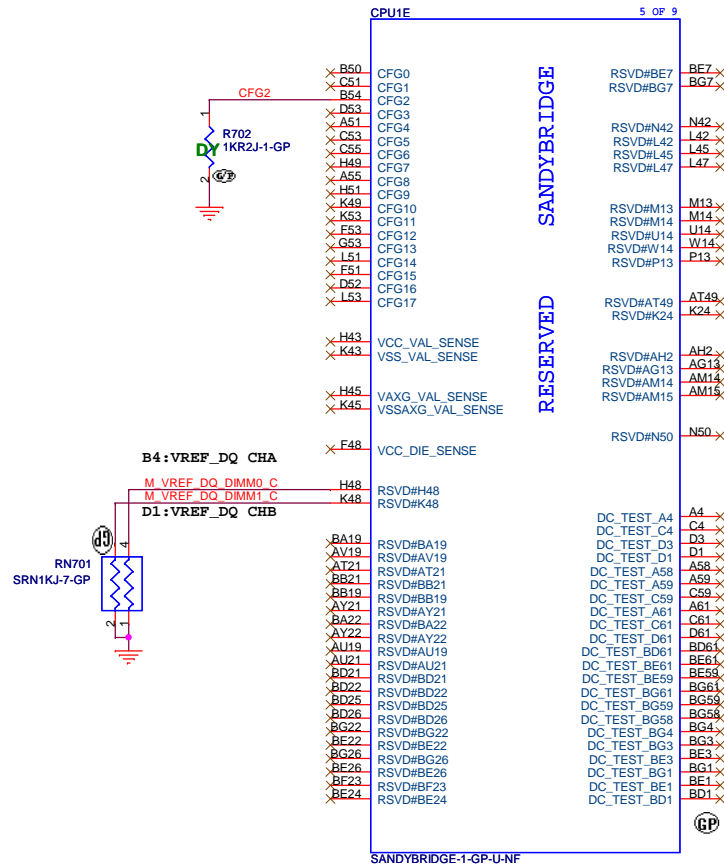 CPU1E
5 OF 9
SANDYBRIDGE
RESERVED
B50 CFG0
C51 CFG1
CFG2 B54 CFG2
D53 CFG3
A51 CFG4
C53 CFG5
C55 CFG6
H49 CFG7
A55 CFG8
H51 CFG9
K49 CFG10
K53 CFG11
F53 CFG12
G53 CFG13
L51 CFG14
F51 CFG15
D52 CFG16
L53 CFG17
1
R702
DY 1KR2J-1-GP
2
G/P
H43 VCC_VAL_SENSE
K43 VSS_VAL_SENSE
H45 VAXG_VAL_SENSE
K45 VSSAXG_VAL_SENSE
F48 VCC_DIE_SENSE
B4:VREF_DQ CHA
M_VREF_DQ_DIMM0_C H48 RSVD#H48
M_VREF_DQ_DIMM1_C K48 RSVD#K48
D1:VREF_DQ CHB
GP
4
RN701
SRN1KJ-7-GP
2 1
BA19 RSVD#BA19
AV19 RSVD#AV19
AT21 RSVD#AT21
BB21 RSVD#BB21
BB19 RSVD#BB19
AY21 RSVD#AY21
BA22 RSVD#BA22
AY22 RSVD#AY22
AU19 RSVD#AU19
AU21 RSVD#AU21
BD21 RSVD#BD21
BD22 RSVD#BD22
BD25 RSVD#BD25
BD26 RSVD#BD26
BG22 RSVD#BG22
BE22 RSVD#BE22
BG26 RSVD#BG26
BE26 RSVD#BE26
BF23 RSVD#BF23
BE24 RSVD#BE24
RSVD#BE7 BE7
RSVD#BG7 BG7
RSVD#N42 N42
RSVD#L42 L42
RSVD#L45 L45
RSVD#L47 L47
RSVD#M13 M13
RSVD#M14 M14
RSVD#U14 U14
RSVD#W14 W14
RSVD#P13 P13
RSVD#AT49 AT49
RSVD#K24 K24
RSVD#AH2 AH2
RSVD#AG13 AG13
RSVD#AM14 AM14
RSVD#AM15 AM15
RSVD#N50 N50
DC_TEST_A4 A4
DC_TEST_C4 C4
DC_TEST_D3 D3
DC_TEST_D1 D1
DC_TEST_A58 A58
DC_TEST_A59 A59
DC_TEST_C59 C59
DC_TEST_A61 A61
DC_TEST_C61 C61
DC_TEST_D61 D61
DC_TEST_BD61 BD61
DC_TEST_BE61 BE61
DC_TEST_BE59 BE59
DC_TEST_BG61 BG61
DC_TEST_BG59 BG59
DC_TEST_BG58 BG58
DC_TEST_BG4 BG4
DC_TEST_BG3 BG3
DC_TEST_BE3 BE3
DC_TEST_BG1 BG1
DC_TEST_BE1 BE1
DC_TEST_BD1 BD1
GP
SANDYBRIDGE-1-GP-U-NF